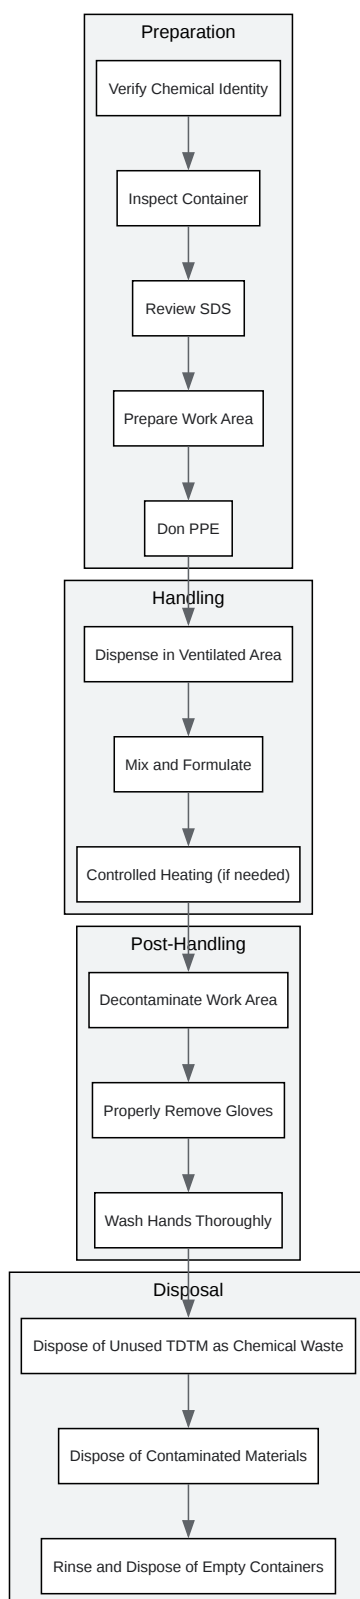 Preparation
Verify Chemical Identity
Inspect Container
Review SDS
Prepare Work Area
Don PPE
Handling
Dispense in Ventilated Area
Mix and Formulate
Controlled Heating (if needed)
Post-Handling
Decontaminate Work Area
Properly Remove Gloves
Wash Hands Thoroughly
Disposal
Dispose of Unused TDTM as Chemical Waste
Dispose of Contaminated Materials
Rinse and Dispose of Empty Containers